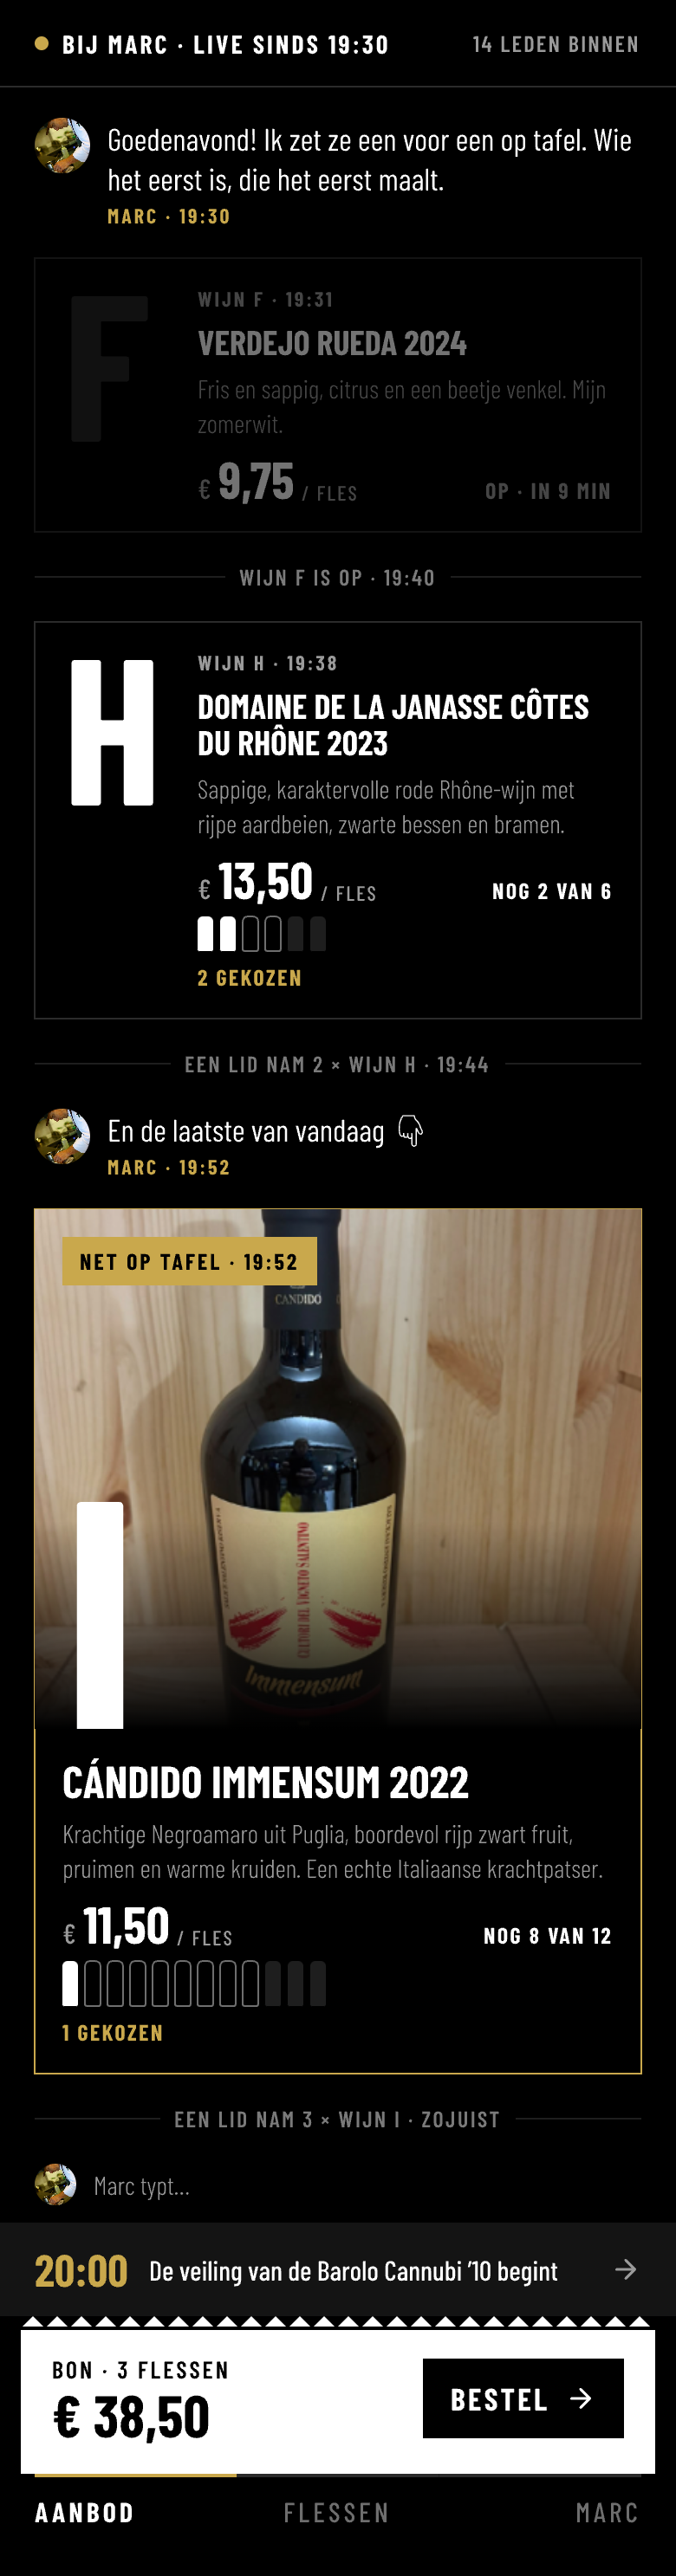 BIJ MARC · LIVE SINDS 19:30
14 LEDEN BINNEN
Goedenavond! Ik zet ze een voor een op tafel. Wie
het eerst is, die het eerst maalt.
MARC · 19:30
F
WIJN F · 19:31
VERDEJO RUEDA 2024
Fris en sappig, citrus en een beetje venkel. Mijn
zomerwit.
€ 9,75 / FLES
OP · IN 9 MIN
WIJN F IS OP · 19:40
H
WIJN H · 19:38
DOMAINE DE LA JANASSE CÔTES
DU RHÔNE 2023
Sappige, karaktervolle rode Rhône-wijn met
rijpe aardbeien, zwarte bessen en bramen.
€ 13,50 / FLES
NOG 2 VAN 6
2 GEKOZEN
EEN LID NAM 2 × WIJN H · 19:44
En de laatste van vandaag 👇
MARC · 19:52
NET OP TAFEL · 19:52
CANDIDO
CULTORI DEL VIGNETO SALENTINO
Immensum
I
CÁNDIDO IMMENSUM 2022
Krachtige Negroamaro uit Puglia, boordevol rijp zwart fruit,
pruimen en warme kruiden. Een echte Italiaanse krachtpatser.
€ 11,50 / FLES
NOG 8 VAN 12
1 GEKOZEN
EEN LID NAM 3 × WIJN I · ZOJUIST
Marc typt...
20:00 De veiling van de Barolo Cannubi ’10 begint →
BON · 3 FLESSEN
€ 38,50
BESTEL →
AANBOD
FLESSEN
MARC